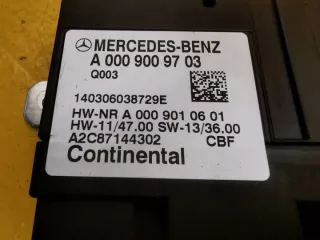 MERCEDES-BENZ
A 000 900 97 03
Q003
140306038729E
HW-NR A 000 901 06 01
HW-11/47.00 SW-13/36.00
A2C87144302 CBF
Continental